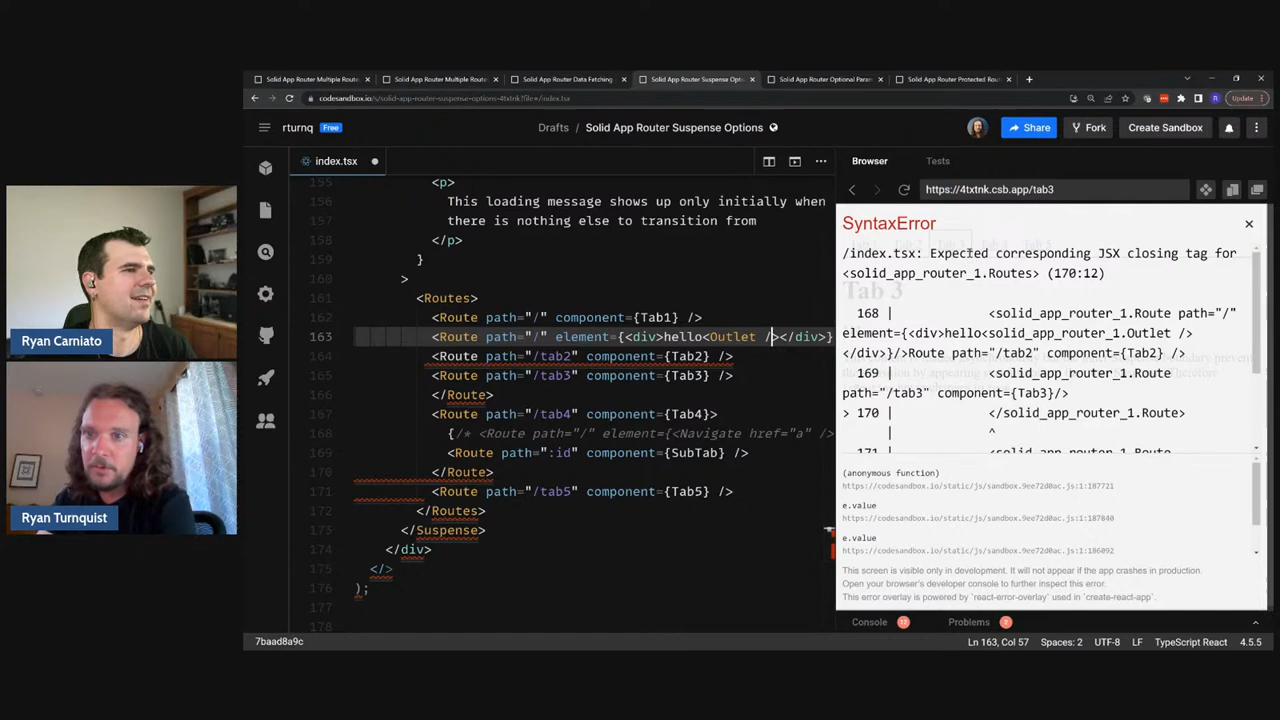 Solid App Router Multiple Route
Solid App Router Multiple Route
Solid App Router Data Fetching
Solid App Router Suspense Opti
Solid App Router Optional Para
Solid App Router Protected Rou
codesandbox.io/s/solid-app-router-suspense-options-4txtnk?file=/index.tsx
Update
rturnq Free
Drafts / Solid App Router Suspense Options
Share
Fork
Create Sandbox
index.tsx
Browser
Tests
https://4txtnk.csb.app/tab3
155 <p>
156 This loading message shows up only initially when
157 there is nothing else to transition from
158 </p>
159 }
160 >
161 <Routes>
162 <Route path="/" component={Tab1} />
163 <Route path="/" element={<div>hello<Outlet /></div>}
164 <Route path="/tab2" component={Tab2} />
165 <Route path="/tab3" component={Tab3} />
166 </Route>
167 <Route path="/tab4" component={Tab4}>
168 {/* <Route path="/" element={<Navigate href="a" />
169 <Route path=":id" component={SubTab} />
170 </Route>
171 <Route path="/tab5" component={Tab5} />
172 </Routes>
173 </Suspense>
174 </div>
175 </>
176 );
177
178
SyntaxError
/index.tsx: Expected corresponding JSX closing tag for
<solid_app_router_1.Routes> (170:12)
Tab 3
168 | <solid_app_router_1.Route path="/"
element={<div>hello<solid_app_router_1.Outlet />
</div>}/>Route path="/tab2" component={Tab2} />
169 | <solid_app_router_1.Route
path="/tab3" component={Tab3}/>
> 170 | </solid_app_router_1.Route>
| ^
171 | <solid_app_router_1.Route
(anonymous function)
https://codesandbox.io/static/js/sandbox.9ee72d0ac.js:1:187721
e.value
https://codesandbox.io/static/js/sandbox.9ee72d0ac.js:1:187840
e.value
https://codesandbox.io/static/js/sandbox.9ee72d0ac.js:1:186092
This screen is visible only in development. It will not appear if the app crashes in production.
Open your browser's developer console to further inspect this error.
This error overlay is powered by `react-error-overlay` used in `create-react-app`.
Console 12
Problems 2
7baad8a9c
Ln 163, Col 57
Spaces: 2
UTF-8
LF
TypeScript React
4.5.5
Ryan Carniato
Ryan Turnquist